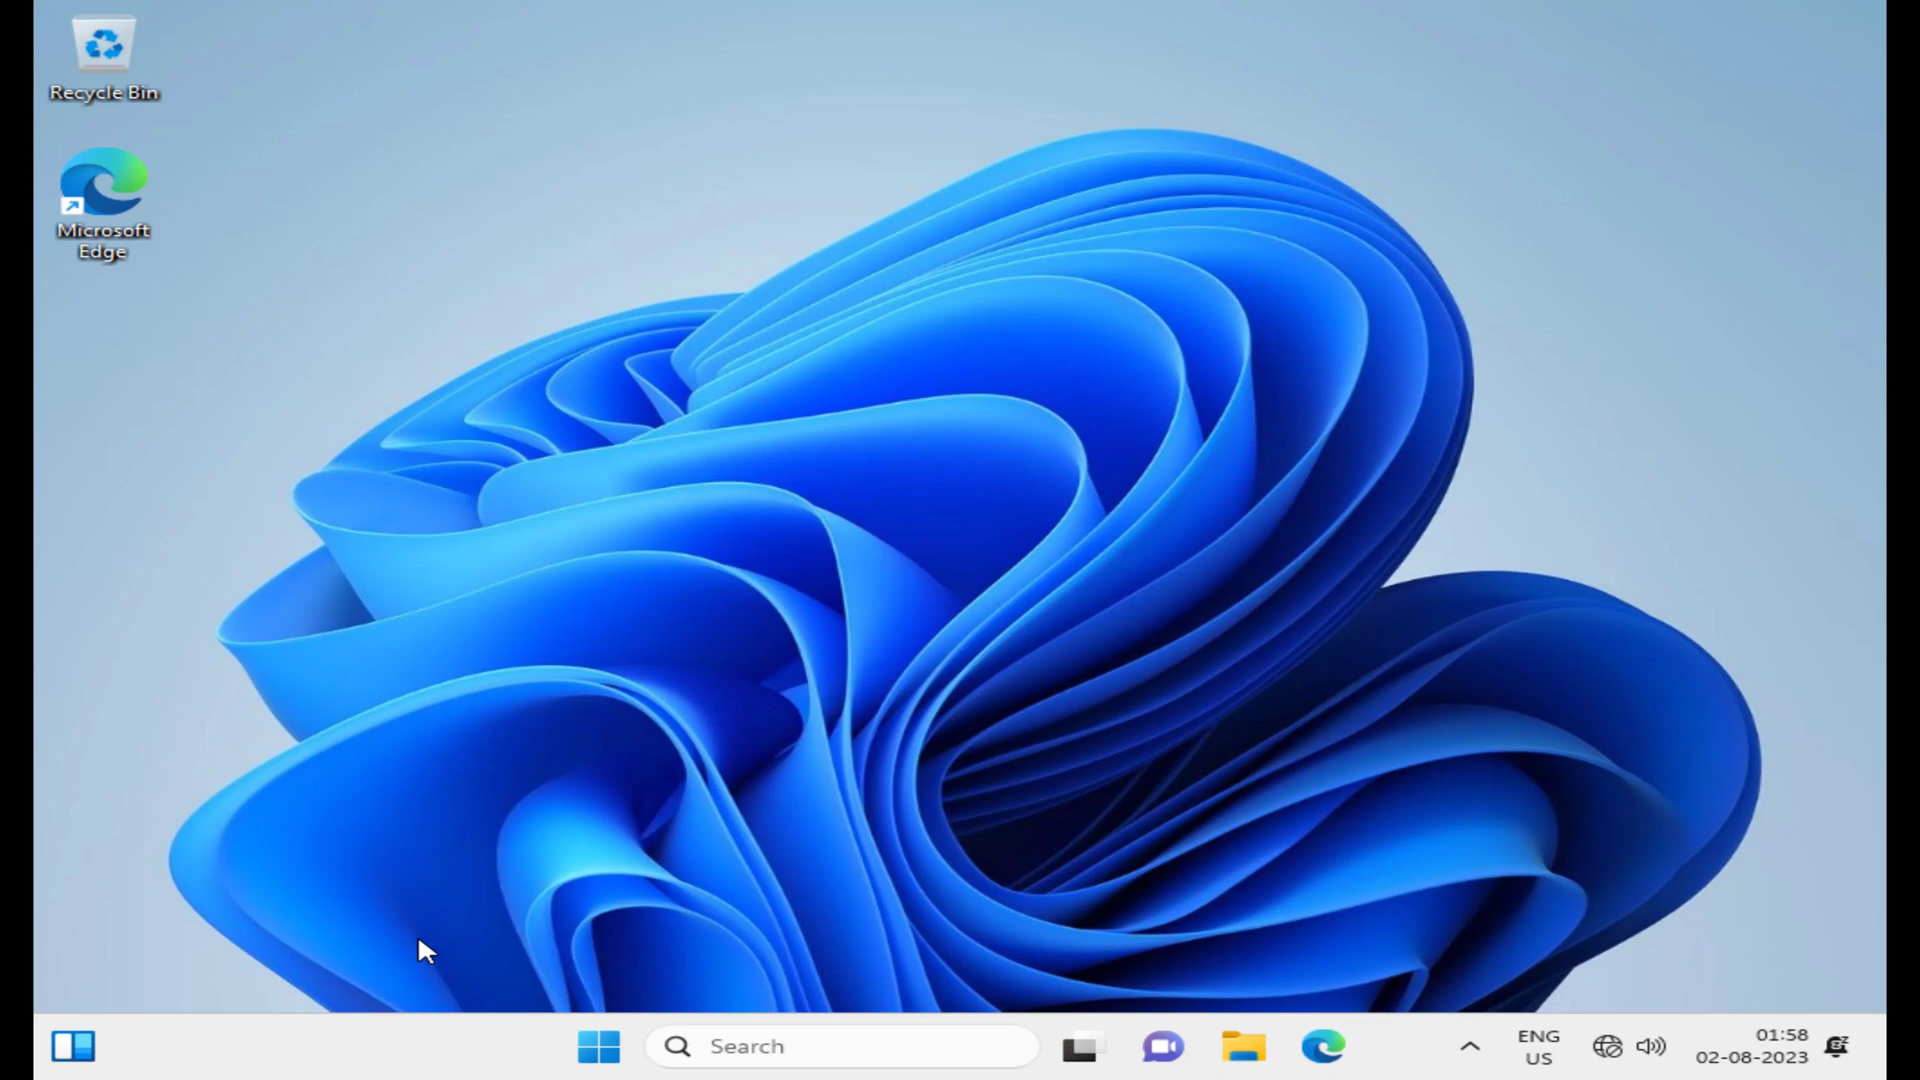 Recycle Bin
Microsoft
Edge
Search
ENG
US
01:58
02-08-2023